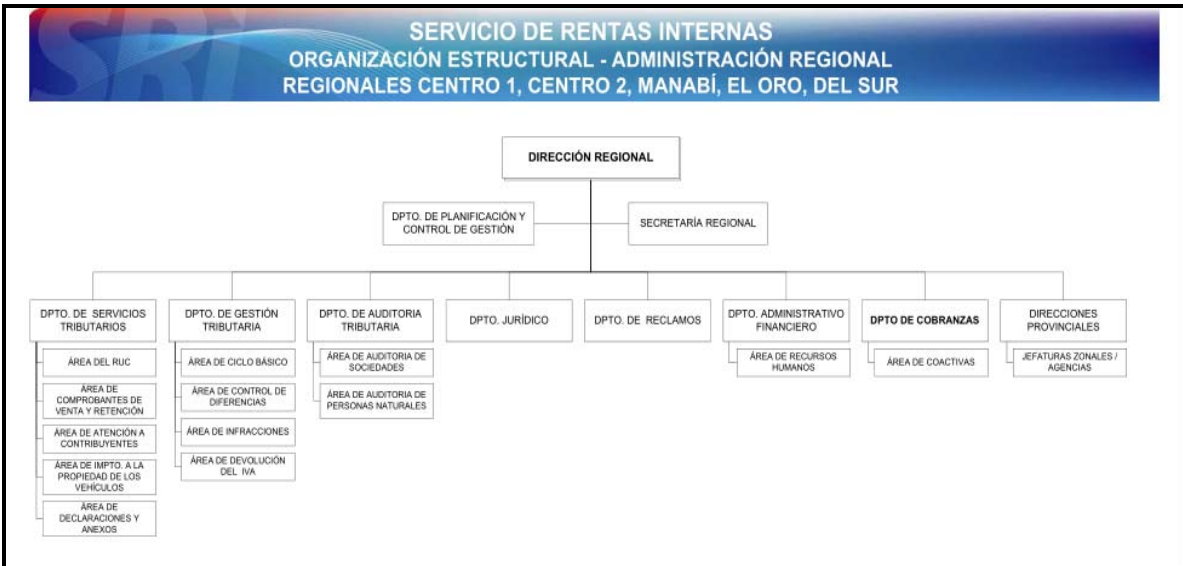 SRI
SERVICIO DE RENTAS INTERNAS
ORGANIZACIÓN ESTRUCTURAL - ADMINISTRACIÓN REGIONAL
REGIONALES CENTRO 1, CENTRO 2, MANABÍ, EL ORO, DEL SUR
DIRECCIÓN REGIONAL
DPTO. DE PLANIFICACIÓN Y
CONTROL DE GESTIÓN
SECRETARÍA REGIONAL
DPTO. DE SERVICIOS
TRIBUTARIOS
ÁREA DEL RUC
ÁREA DE
COMPROBANTES DE
VENTA Y RETENCIÓN
ÁREA DE ATENCIÓN A
CONTRIBUYENTES
ÁREA DE IMPTO. A LA
PROPIEDAD DE LOS
VEHÍCULOS
ÁREA DE
DECLARACIONES Y
ANEXOS
DPTO. DE GESTIÓN
TRIBUTARIA
ÁREA DE CICLO BÁSICO
ÁREA DE CONTROL DE
DIFERENCIAS
ÁREA DE INFRACCIONES
ÁREA DE DEVOLUCIÓN
DEL IVA
DPTO. DE AUDITORIA
TRIBUTARIA
ÁREA DE AUDITORIA DE
SOCIEDADES
ÁREA DE AUDITORIA DE
PERSONAS NATURALES
DPTO. JURÍDICO
DPTO. DE RECLAMOS
DPTO. ADMINISTRATIVO
FINANCIERO
ÁREA DE RECURSOS
HUMANOS
DPTO DE COBRANZAS
ÁREA DE COACTIVAS
DIRECCIONES
PROVINCIALES
JEFATURAS ZONALES /
AGENCIAS